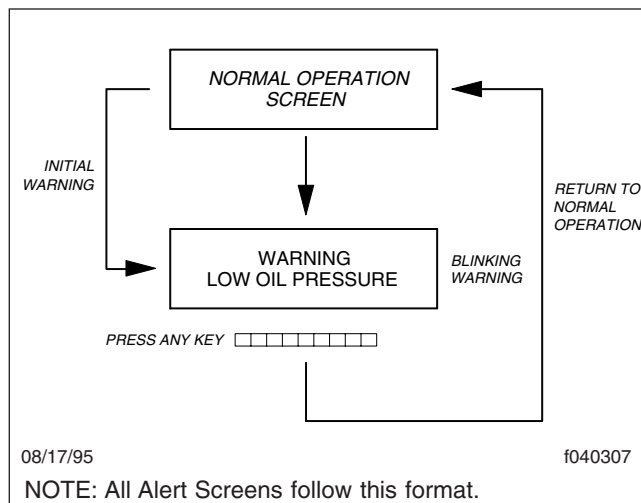 NORMAL OPERATION
SCREEN
INITIAL
WARNING
RETURN TO
NORMAL
OPERATION
WARNING
LOW OIL PRESSURE
BLINKING
WARNING
PRESS ANY KEY
08/17/95
f040307
NOTE: All Alert Screens follow this format.